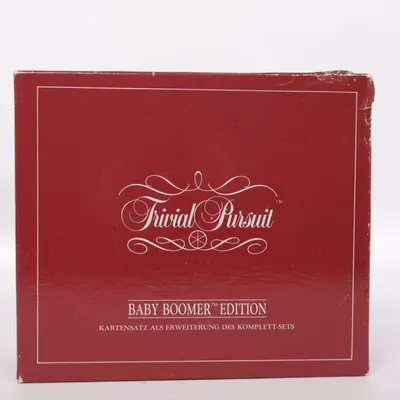 Trivial Pursuit™
BABY BOOMER™ EDITION
KARTENSATZ ALS ERWEITERUNG DES KOMPLETT-SETS